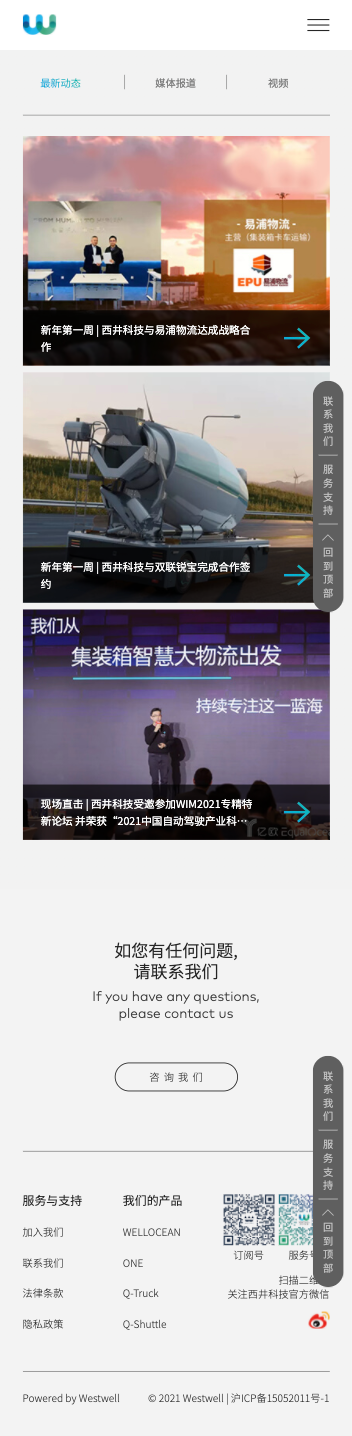 最新动态
媒体报道
视频
- 易浦物流 -
主营（集装箱卡车运输）
EPU 易浦物流
新年第一周 | 西井科技与易浦物流达成战略合
作
联系我们
服务支持
回到顶部
新年第一周 | 西井科技与双联锐宝完成合作签
约
我们从
集装箱智慧大物流出发
持续专注这一蓝海
现场直击 | 西井科技受邀参加WIM2021专精特
新论坛 并荣获“2021中国自动驾驶产业科…
如您有任何问题,
请联系我们
If you have any questions,
please contact us
咨询我们
联系我们
服务支持
回到顶部
服务与支持
加入我们
联系我们
法律条款
隐私政策
我们的产品
WELLOCEAN
ONE
Q-Truck
Q-Shuttle
订阅号
服务号
扫描二维
关注西井科技官方微信
Powered by Westwell
© 2021 Westwell | 沪ICP备15052011号-1